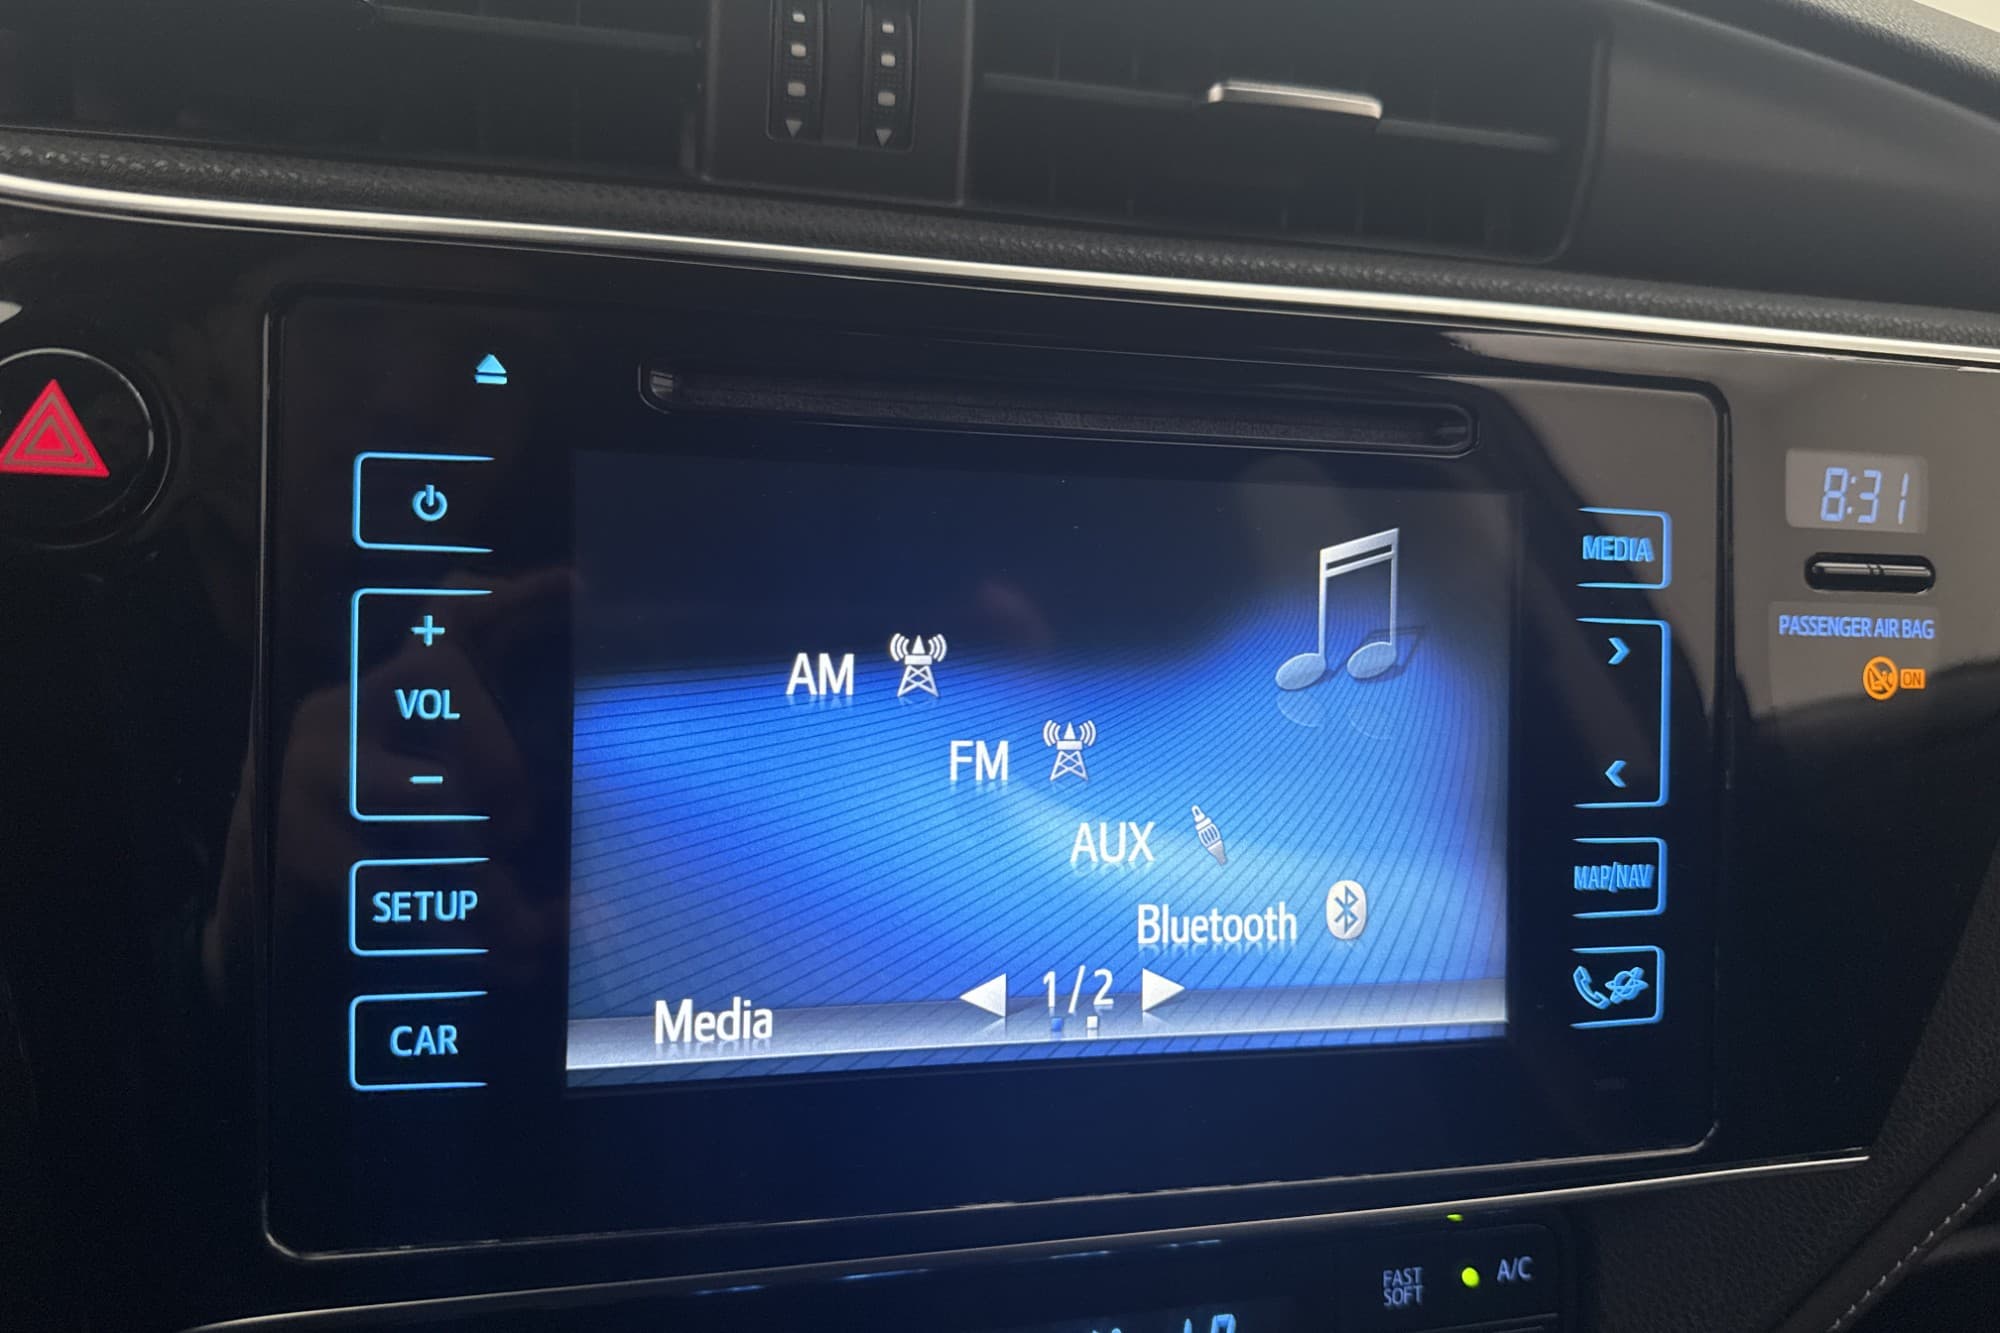 8:31
MEDIA
VOL
PASSENGER AIR BAG
ON
AM
FM
AUX
MAP/NAV
SETUP
Bluetooth
1/2
Media
CAR
FAST
SOFT
A/C